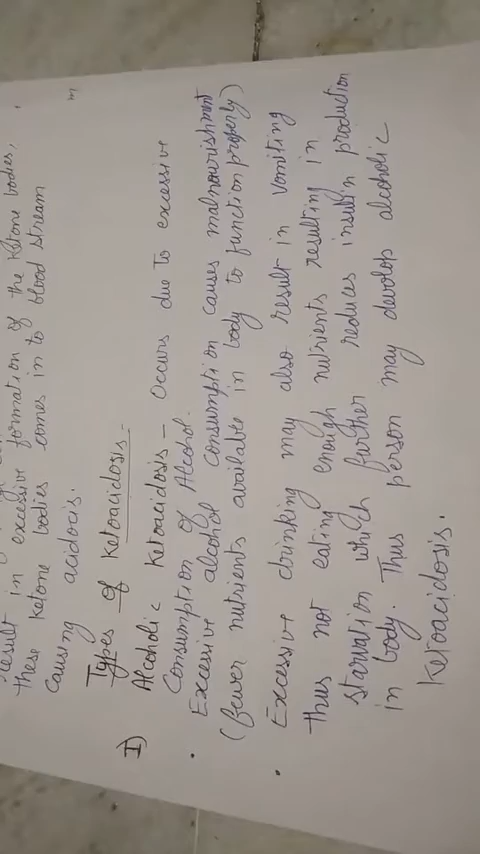 result in excessive formation of the Ketone bodies,
these Ketone bodies comes in to blood stream
causing acidocis.
Types of Ketoacidosis -
I) Alcoholic Ketoacidosis - Occurs due to excessive
Consumption of Alcohol.
• Excessive alcohol consumption causes malnourishment
(fewer nutrients available in body to function properly)
• Excessive drinking may also result in vomiting
thus not eating enough nutrients resulting in
starvation which further reduces insulin production
in body. Thus person may devolop alcoholic
Ketoacidosis.